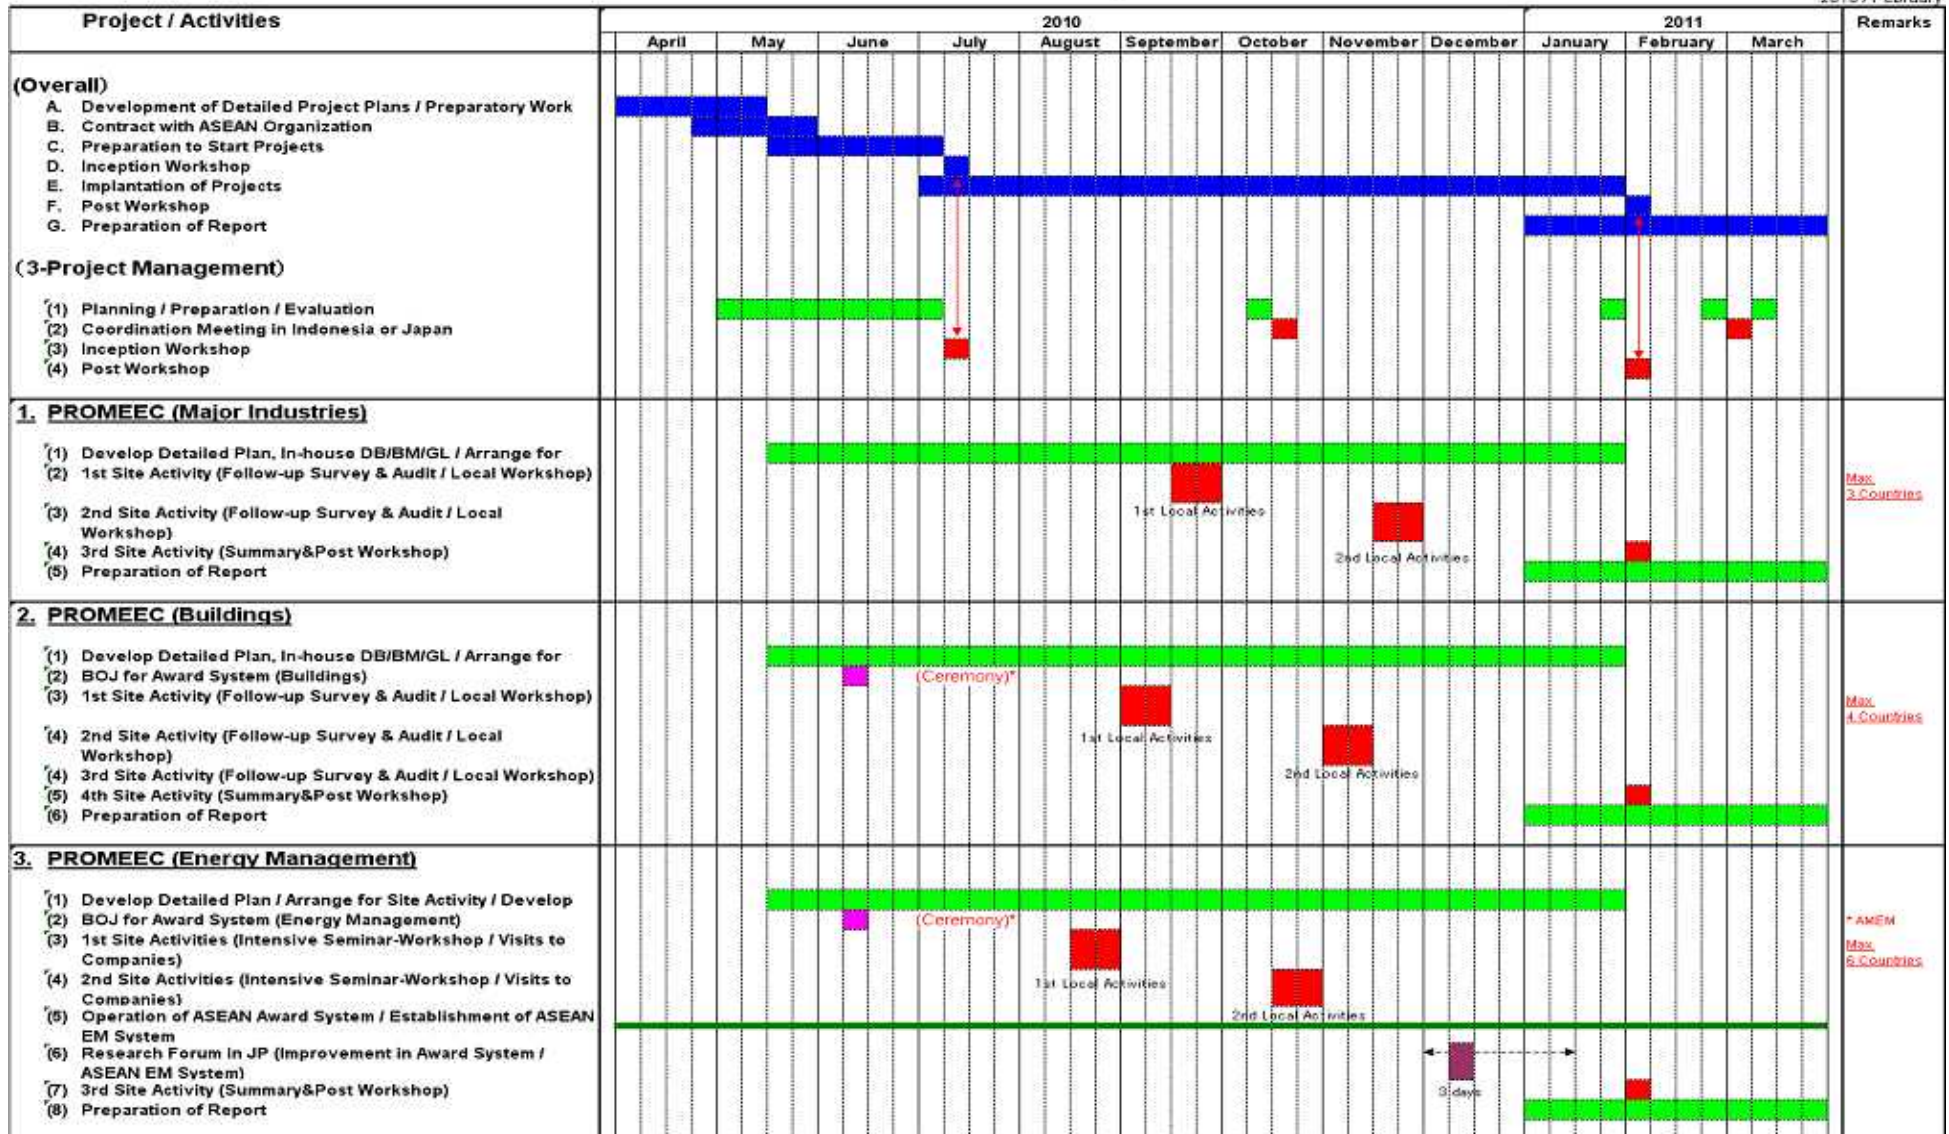 Project / Activities 2010 2011 Remarks
April May June July August September October November December January February March
(Overall)
A. Development of Detailed Project Plans / Preparatory Work
B. Contract with ASEAN Organization
C. Preparation to Start Projects
D. Inception Workshop
E. Implantation of Projects
F. Post Workshop
G. Preparation of Report
(3-Project Management)
(1) Planning / Preparation / Evaluation
(2) Coordination Meeting in Indonesia or Japan
(3) Inception Workshop
(4) Post Workshop
1. PROMEEC (Major Industries)
(1) Develop Detailed Plan, In-house DB/BM/GL / Arrange for
(2) 1st Site Activity (Follow-up Survey & Audit / Local Workshop)
Max.
3 Countries
1st Local Activities
(3) 2nd Site Activity (Follow-up Survey & Audit / Local
Workshop)
2nd Local Activities
(4) 3rd Site Activity (Summary&Post Workshop)
(5) Preparation of Report
2. PROMEEC (Buildings)
(1) Develop Detailed Plan, In-house DB/BM/GL / Arrange for
(2) BOJ for Award System (Buildings) (Ceremony)*
(3) 1st Site Activity (Follow-up Survey & Audit / Local Workshop)
Max.
4 Countries
1st Local Activities
(4) 2nd Site Activity (Follow-up Survey & Audit / Local
Workshop)
2nd Local Activities
(4) 3rd Site Activity (Follow-up Survey & Audit / Local Workshop)
(5) 4th Site Activity (Summary&Post Workshop)
(6) Preparation of Report
3. PROMEEC (Energy Management)
(1) Develop Detailed Plan / Arrange for Site Activity / Develop
(2) BOJ for Award System (Energy Management) (Ceremony)* * AMEM
(3) 1st Site Activities (Intensive Seminar-Workshop / Visits to
Companies)
Max.
6 Countries
1st Local Activities
(4) 2nd Site Activities (Intensive Seminar-Workshop / Visits to
Companies)
2nd Local Activities
(5) Operation of ASEAN Award System / Establishment of ASEAN
EM System
(6) Research Forum in JP (Improvement in Award System /
ASEAN EM System)
3 days
(7) 3rd Site Activity (Summary&Post Workshop)
(8) Preparation of Report